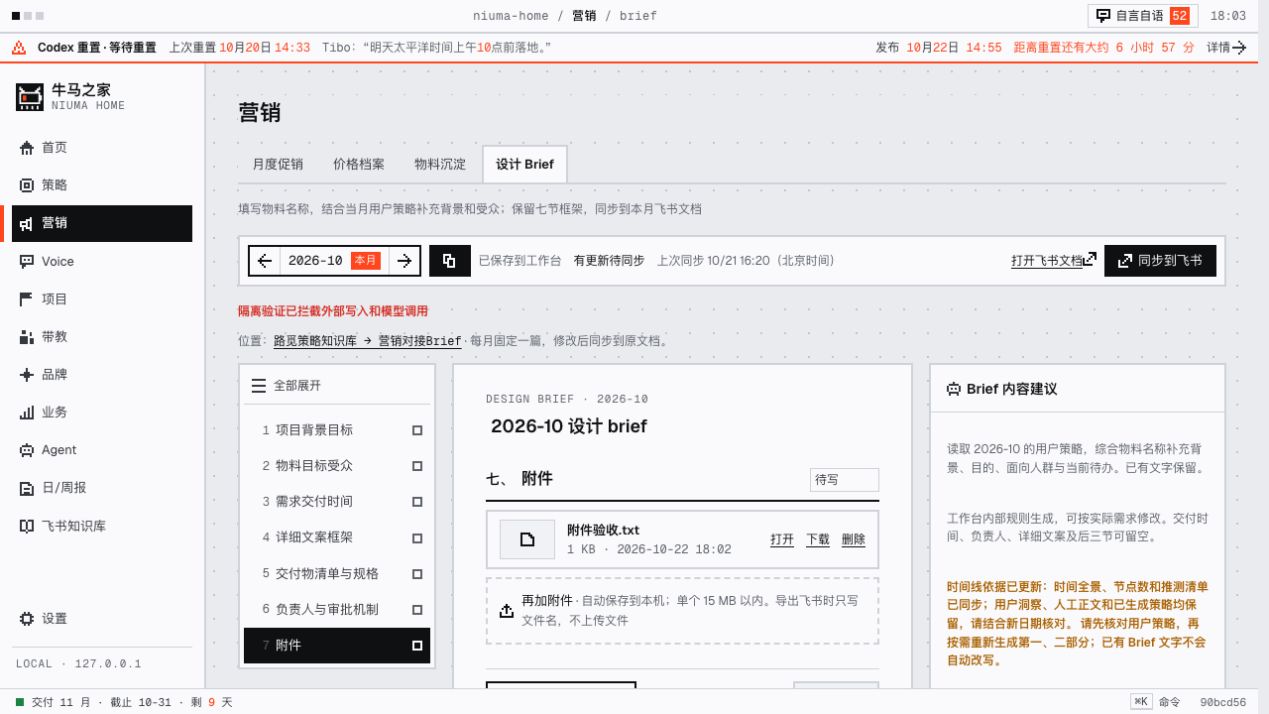 niuma-home / 营销 / brief
自言自语 52
18:03
Codex 重置 · 等待重置 上次重置 10月20日 14:33 Tibo：“明天太平洋时间上午10点前落地。”
发布 10月22日 14:55 距离重置还有大约 6 小时 57 分 详情
牛马之家
NIUMA HOME
首页
策略
营销
Voice
项目
带教
品牌
业务
Agent
日/周报
飞书知识库
设置
LOCAL · 127.0.0.1
营销
月度促销 价格档案 物料沉淀 设计 Brief
填写物料名称，结合当月用户策略补充背景和受众；保留七节框架，同步到本月飞书文档
2026-10 本月
已保存到工作台 有更新待同步 上次同步 10/21 16:20（北京时间）
打开飞书文档
同步到飞书
隔离验证已拦截外部写入和模型调用
位置：路觅策略知识库 → 营销对接Brief · 每月固定一篇，修改后同步到原文档。
全部展开
1 项目背景目标
2 物料目标受众
3 需求交付时间
4 详细文案框架
5 交付物清单与规格
6 负责人与审批机制
7 附件
DESIGN BRIEF · 2026-10
2026-10 设计 brief
七、 附件
待写
附件验收.txt
1 KB · 2026-10-22 18:02
打开 下载 删除
再加附件 · 自动保存到本机；单个 15 MB 以内。导出飞书时只写
文件名，不上传文件
Brief 内容建议
读取 2026-10 的用户策略，综合物料名称补充背
景、目的、面向人群与当前待办。已有文字保留。
工作台内部规则生成，可按实际需求修改。交付时
间、负责人、详细文案及后三节可留空。
时间线依据已更新：时间全景、节点数和推测清单
已同步；用户洞察、人工正文和已生成策略均保
留，请结合新日期核对。 请先核对用户策略，再
按需重新生成第一、二部分；已有 Brief 文字不会
自动改写。
交付 11 月 · 截止 10-31 · 剩 9 天
⌘K 命令
90bcd56